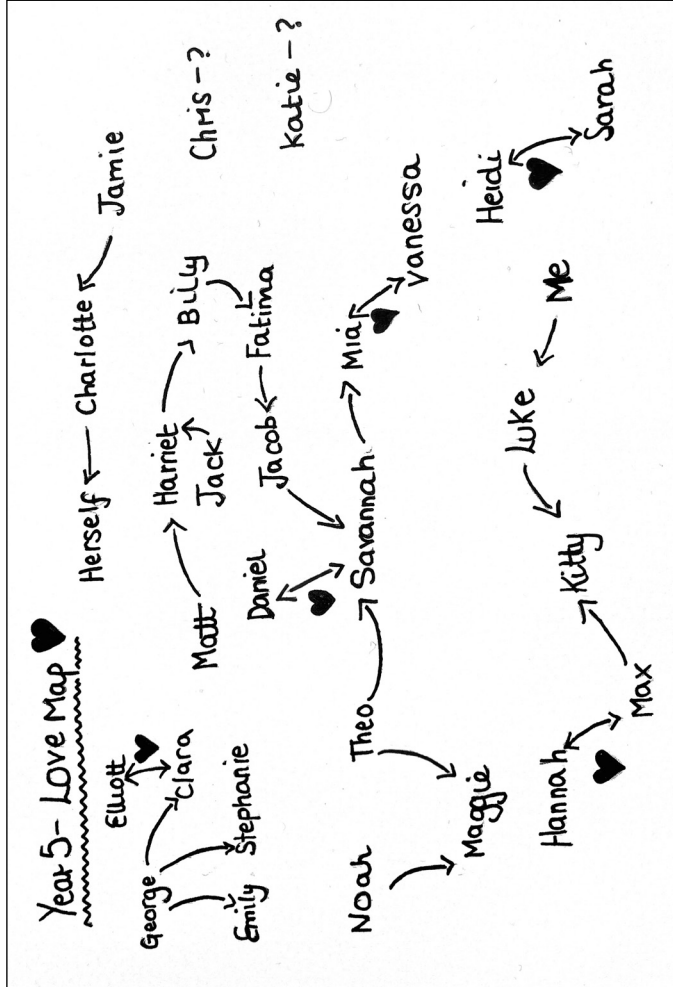 Year 5 - Love Map
Herself Charlotte Jamie
Elliott
George Clara Matt Harriet Billy Chris - ?
Jack
Emily Stephanie Daniel Jacob Fatima Katie - ?
Noah Theo Savannah Mia
Vanessa
Maggie Heidi
Hannah Luke Me
Kitty Sarah
Max